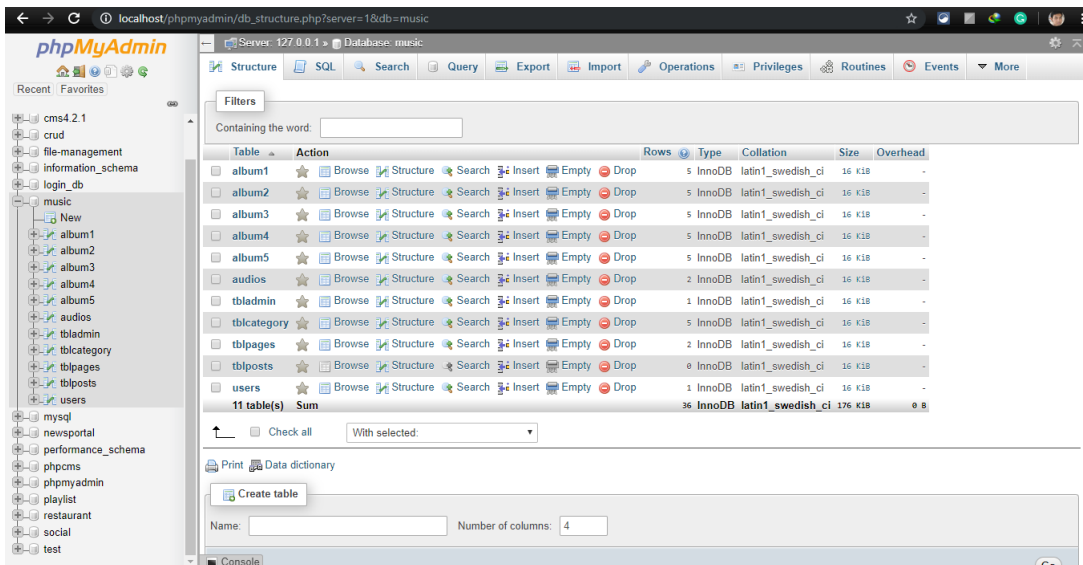 localhost/phpmyadmin/db_structure.php?server=1&db=music
phpMyAdmin
Recent Favorites
cms4.2.1
crud
file-management
information_schema
login_db
music
New
album1
album2
album3
album4
album5
audios
tbladmin
tblcategory
tblpages
tblposts
users
mysql
newsportal
performance_schema
phpcms
phpmyadmin
playlist
restaurant
social
test
Server: 127.0.0.1 » Database: music
Structure SQL Search Query Export Import Operations Privileges Routines Events More
Filters
Containing the word:
Table Action Rows Type Collation Size Overhead
album1 Browse Structure Search Insert Empty Drop 5 InnoDB latin1_swedish_ci 16 KiB -
album2 Browse Structure Search Insert Empty Drop 5 InnoDB latin1_swedish_ci 16 KiB -
album3 Browse Structure Search Insert Empty Drop 5 InnoDB latin1_swedish_ci 16 KiB -
album4 Browse Structure Search Insert Empty Drop 5 InnoDB latin1_swedish_ci 16 KiB -
album5 Browse Structure Search Insert Empty Drop 5 InnoDB latin1_swedish_ci 16 KiB -
audios Browse Structure Search Insert Empty Drop 2 InnoDB latin1_swedish_ci 16 KiB -
tbladmin Browse Structure Search Insert Empty Drop 1 InnoDB latin1_swedish_ci 16 KiB -
tblcategory Browse Structure Search Insert Empty Drop 5 InnoDB latin1_swedish_ci 16 KiB -
tblpages Browse Structure Search Insert Empty Drop 2 InnoDB latin1_swedish_ci 16 KiB -
tblposts Browse Structure Search Insert Empty Drop 0 InnoDB latin1_swedish_ci 16 KiB -
users Browse Structure Search Insert Empty Drop 1 InnoDB latin1_swedish_ci 16 KiB -
11 table(s) Sum 36 InnoDB latin1_swedish_ci 176 KiB 0 B
Check all With selected:
Print Data dictionary
Create table
Name: Number of columns: 4
Console
Go